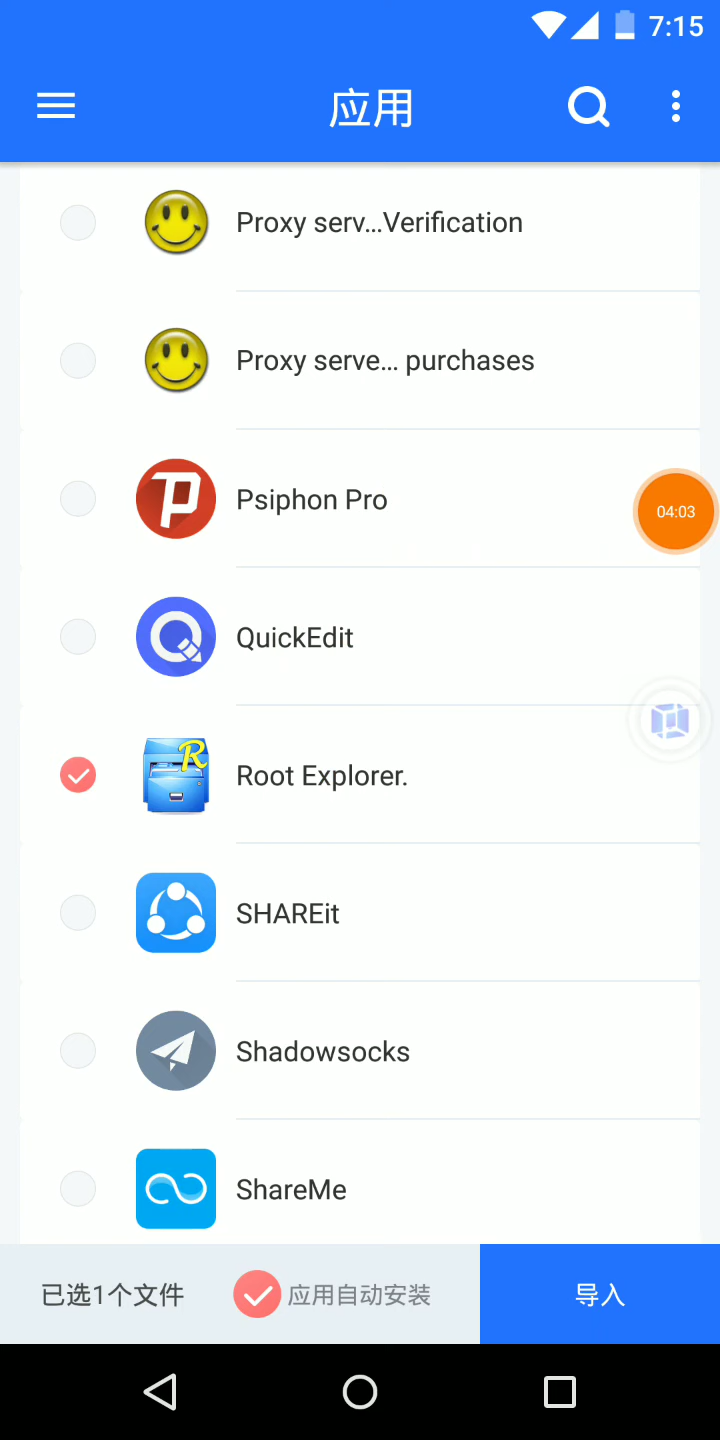 7:15
应用
Proxy serv...Verification
Proxy serve... purchases
Psiphon Pro
04:03
QuickEdit
Root Explorer.
SHAREit
Shadowsocks
ShareMe
已选1个文件
应用自动安装
导入